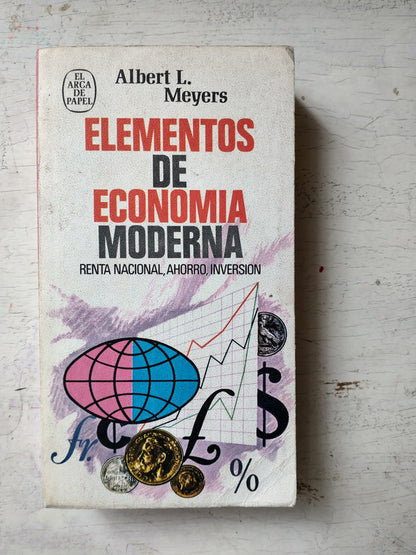 EL
ARCA
DE
PAPEL
Albert L.
Meyers
ELEMENTOS
DE
ECONOMIA
MODERNA
RENTA NACIONAL, AHORRO, INVERSION
fr. ¢ £ $
%